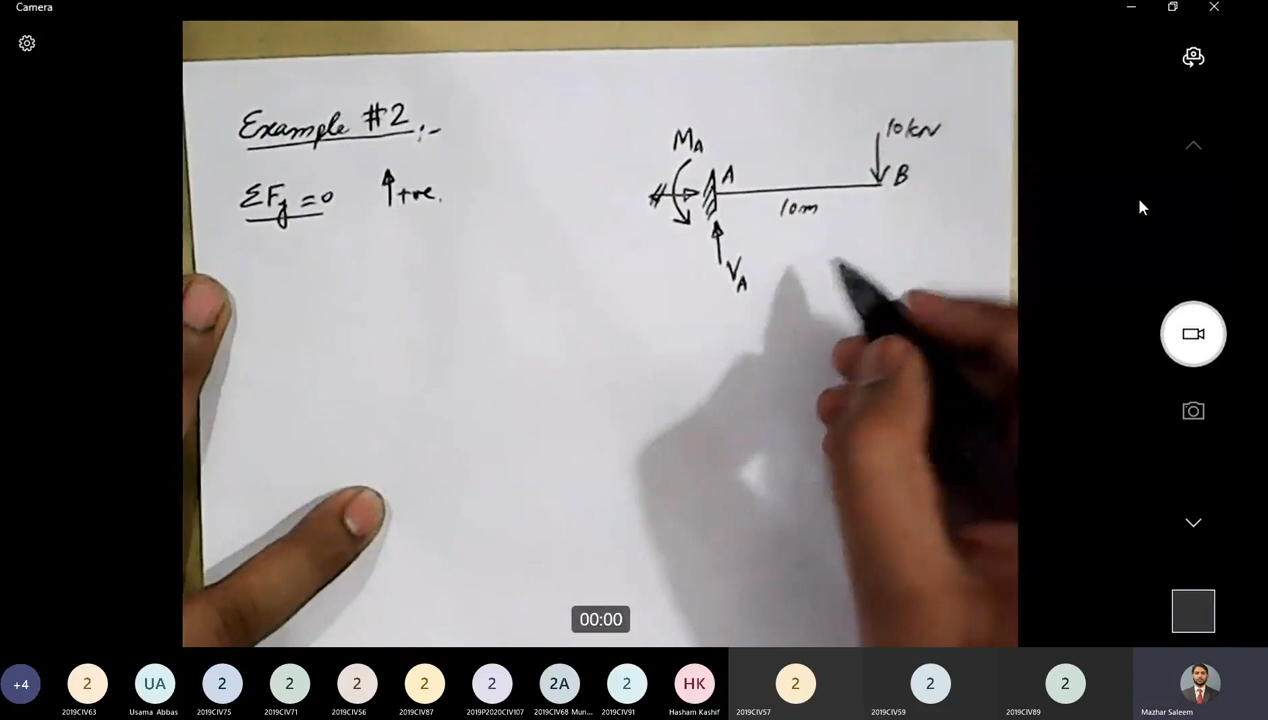 Camera
Example #2:-
ΣFy = 0 ↑+ve.
MA
A
10kN
B
10m
VA
00:00
+4
2
UA
2
2
2
2
2
2A
2
HK
2
2
2
2019CIV63
Usama Abbas
2019CIV75
2019CIV71
2019CIV56
2019CIV87
2019P2020CIV107
2019CIV68 Mun...
2019CIV91
Hasham Kashif
2019CIV57
2019CIV59
2019CIV89
Mazhar Saleem